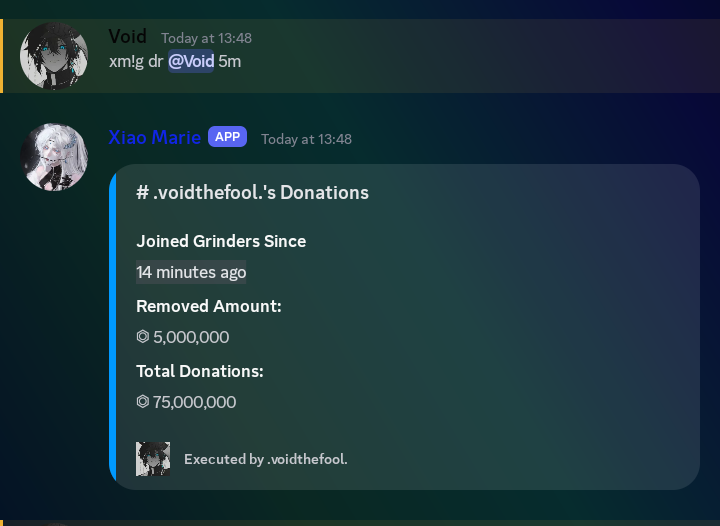 Void Today at 13:48
xm!g dr @Void 5m
Xiao Marie APP Today at 13:48
# .voidthefool.'s Donations
Joined Grinders Since
14 minutes ago
Removed Amount:
⏣ 5,000,000
Total Donations:
⏣ 75,000,000
Executed by .voidthefool.